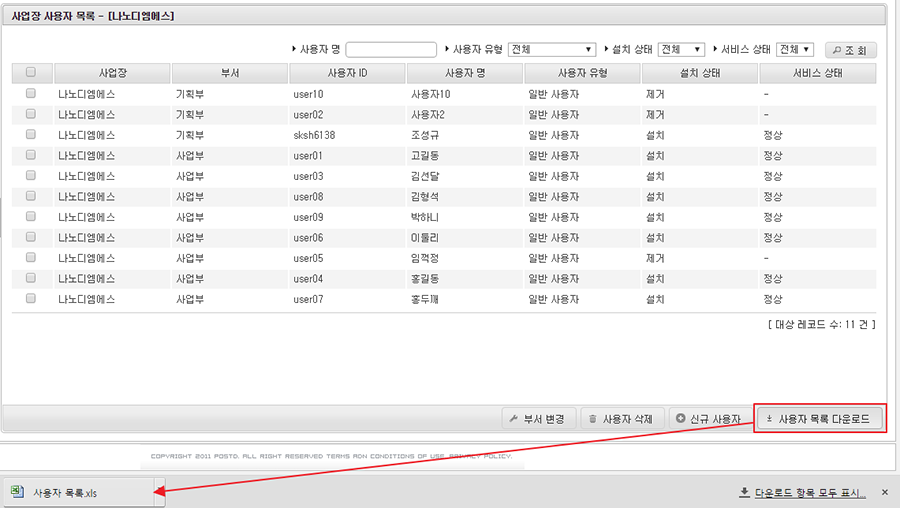 사업장 사용자 목록 - [나노디엠에스]
사용자 명 사용자 유형 전체 설치 상태 전체 서비스 상태 전체 조 회
사업장 부서 사용자 ID 사용자 명 사용자 유형 설치 상태 서비스 상태
나노디엠에스 기획부 user10 사용자10 일반 사용자 제거 -
나노디엠에스 기획부 user02 사용자2 일반 사용자 제거 -
나노디엠에스 기획부 sksh6138 조성규 일반 사용자 설치 정상
나노디엠에스 사업부 user01 고길동 일반 사용자 설치 정상
나노디엠에스 사업부 user03 김선달 일반 사용자 설치 정상
나노디엠에스 사업부 user08 김형석 일반 사용자 설치 정상
나노디엠에스 사업부 user09 박하니 일반 사용자 설치 정상
나노디엠에스 사업부 user06 이둘리 일반 사용자 설치 정상
나노디엠에스 사업부 user05 임꺽정 일반 사용자 제거 -
나노디엠에스 사업부 user04 홍길동 일반 사용자 설치 정상
나노디엠에스 사업부 user07 홍두깨 일반 사용자 설치 정상
[ 대상 레코드 수: 11 건 ]
부서 변경 사용자 삭제 신규 사용자 사용자 목록 다운로드
COPYRIGHT 2011 POSTD. ALL RIGHT RESERVED TERMS RDN CONDITIONS OF USE. PRIVACY POLICY.
사용자 목록.xls 다운로드 항목 모두 표시...